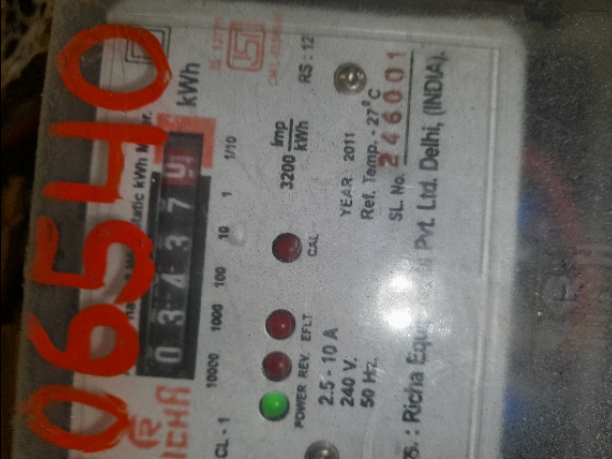 06540
IS: 13779
CM/L-
kWh
RS : 12
Static kWh Meter.
0 3 4 3 7 5
10000 1000 100 10 1 1/10
3200 imp/kWh
POWER REV. EFLT CAL
2.5 - 10 A
240 V.
50 Hz.
YEAR 2011
Ref. Temp. - 27°C
SL. No. 246001
RICHA
CL - 1
Richa Pvt. Ltd. Delhi, (INDIA).